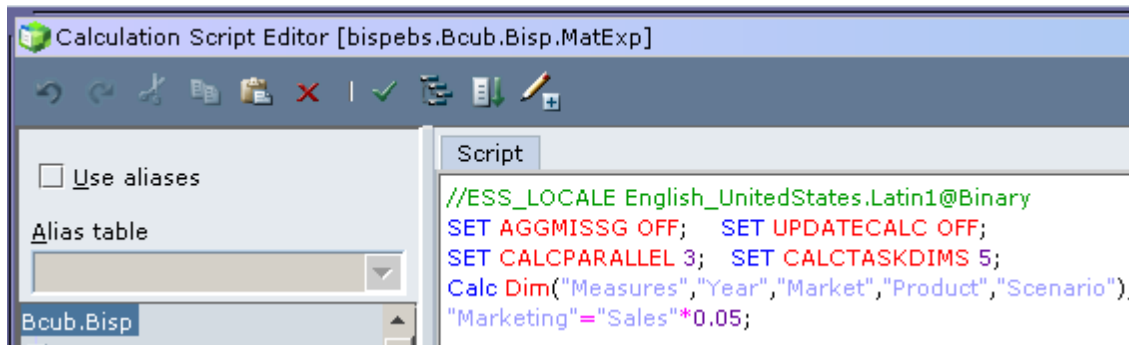 Calculation Script Editor [bispebs.Bcub.Bisp.MatExp]
Use aliases
Alias table
Bcub.Bisp
Script
//ESS_LOCALE English_UnitedStates.Latin1@Binary
SET AGGMISSG OFF; SET UPDATECALC OFF;
SET CALCPARALLEL 3; SET CALCTASKDIMS 5;
Calc Dim("Measures","Year","Market","Product","Scenario");
"Marketing"="Sales"*0.05;